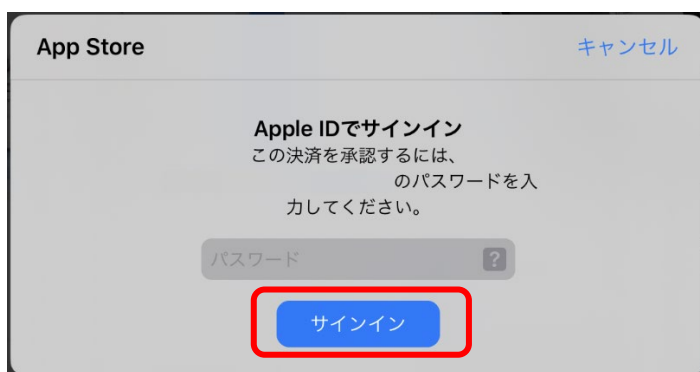 App Store
キャンセル
Apple IDでサインイン
この決済を承認するには、
のパスワードを入
力してください。
パスワード
?
サインイン